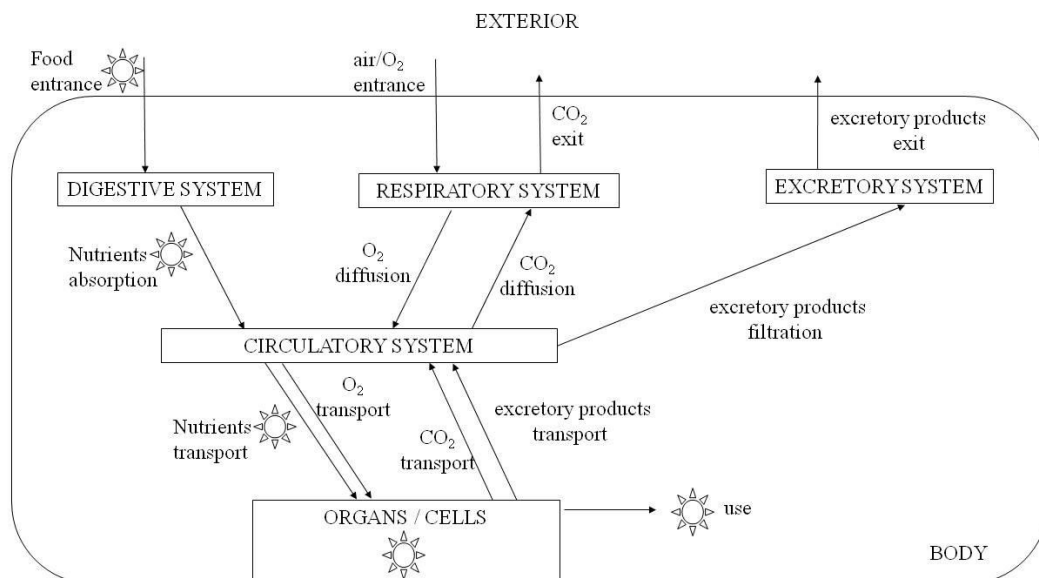 EXTERIOR
Food
entrance
air/O₂
entrance
CO₂
exit
excretory products
exit
DIGESTIVE SYSTEM
RESPIRATORY SYSTEM
EXCRETORY SYSTEM
Nutrients
absorption
O₂
diffusion
CO₂
diffusion
excretory products
filtration
CIRCULATORY SYSTEM
O₂
transport
Nutrients
transport
CO₂
transport
excretory products
transport
ORGANS / CELLS
use
BODY